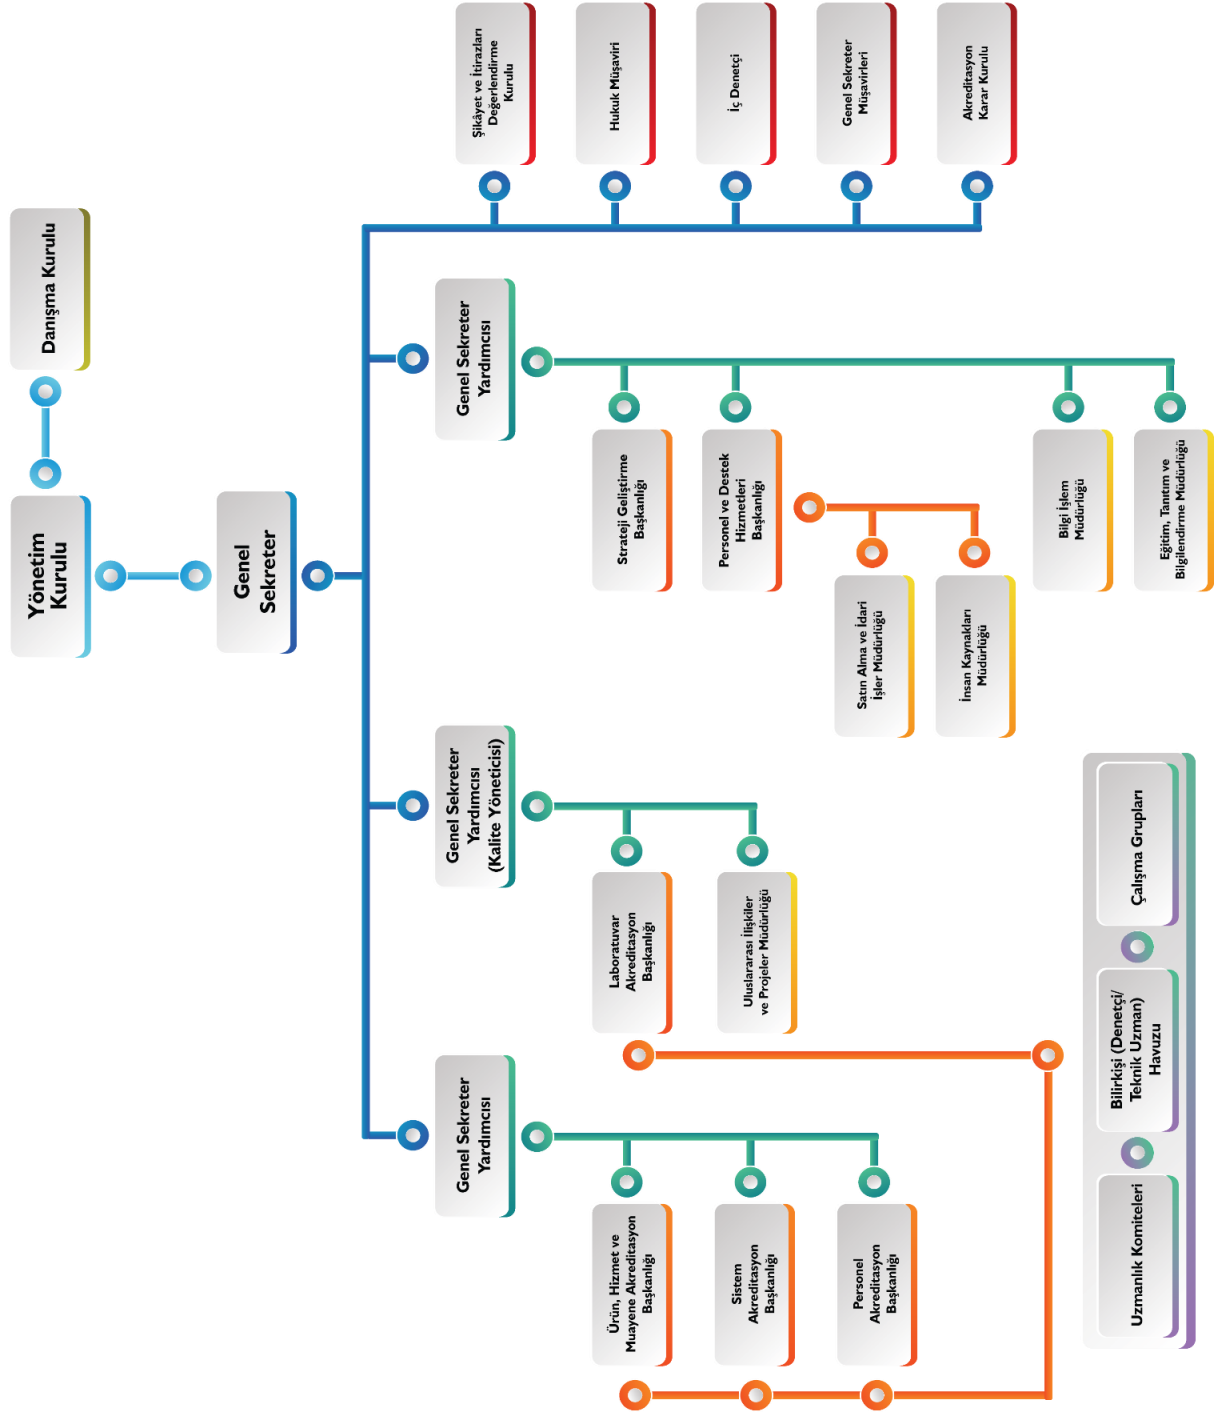 Yönetim
Kurulu
Danışma Kurulu
Genel
Sekreter
Genel Sekreter
Yardımcısı
Ürün, Hizmet ve
Muayene Akreditasyon
Başkanlığı
Sistem
Akreditasyon
Başkanlığı
Personel
Akreditasyon
Başkanlığı
Genel Sekreter
Yardımcısı
(Kalite Yöneticisi)
Laboratuvar
Akreditasyon
Başkanlığı
Uluslararası İlişkiler
ve Projeler Müdürlüğü
Genel Sekreter
Yardımcısı
Strateji Geliştirme
Başkanlığı
Personel ve Destek
Hizmetleri
Başkanlığı
Satın Alma ve İdari
İşler Müdürlüğü
İnsan Kaynakları
Müdürlüğü
Bilgi İşlem
Müdürlüğü
Eğitim, Tanıtım ve
Bilgilendirme Müdürlüğü
Şikâyet ve İtirazları
Değerlendirme
Kurulu
Hukuk Müşaviri
İç Denetçi
Genel Sekreter
Müşavirleri
Akreditasyon
Karar Kurulu
Uzmanlık Komiteleri
Bilirkişi (Denetçi/
Teknik Uzman)
Havuzu
Çalışma Grupları